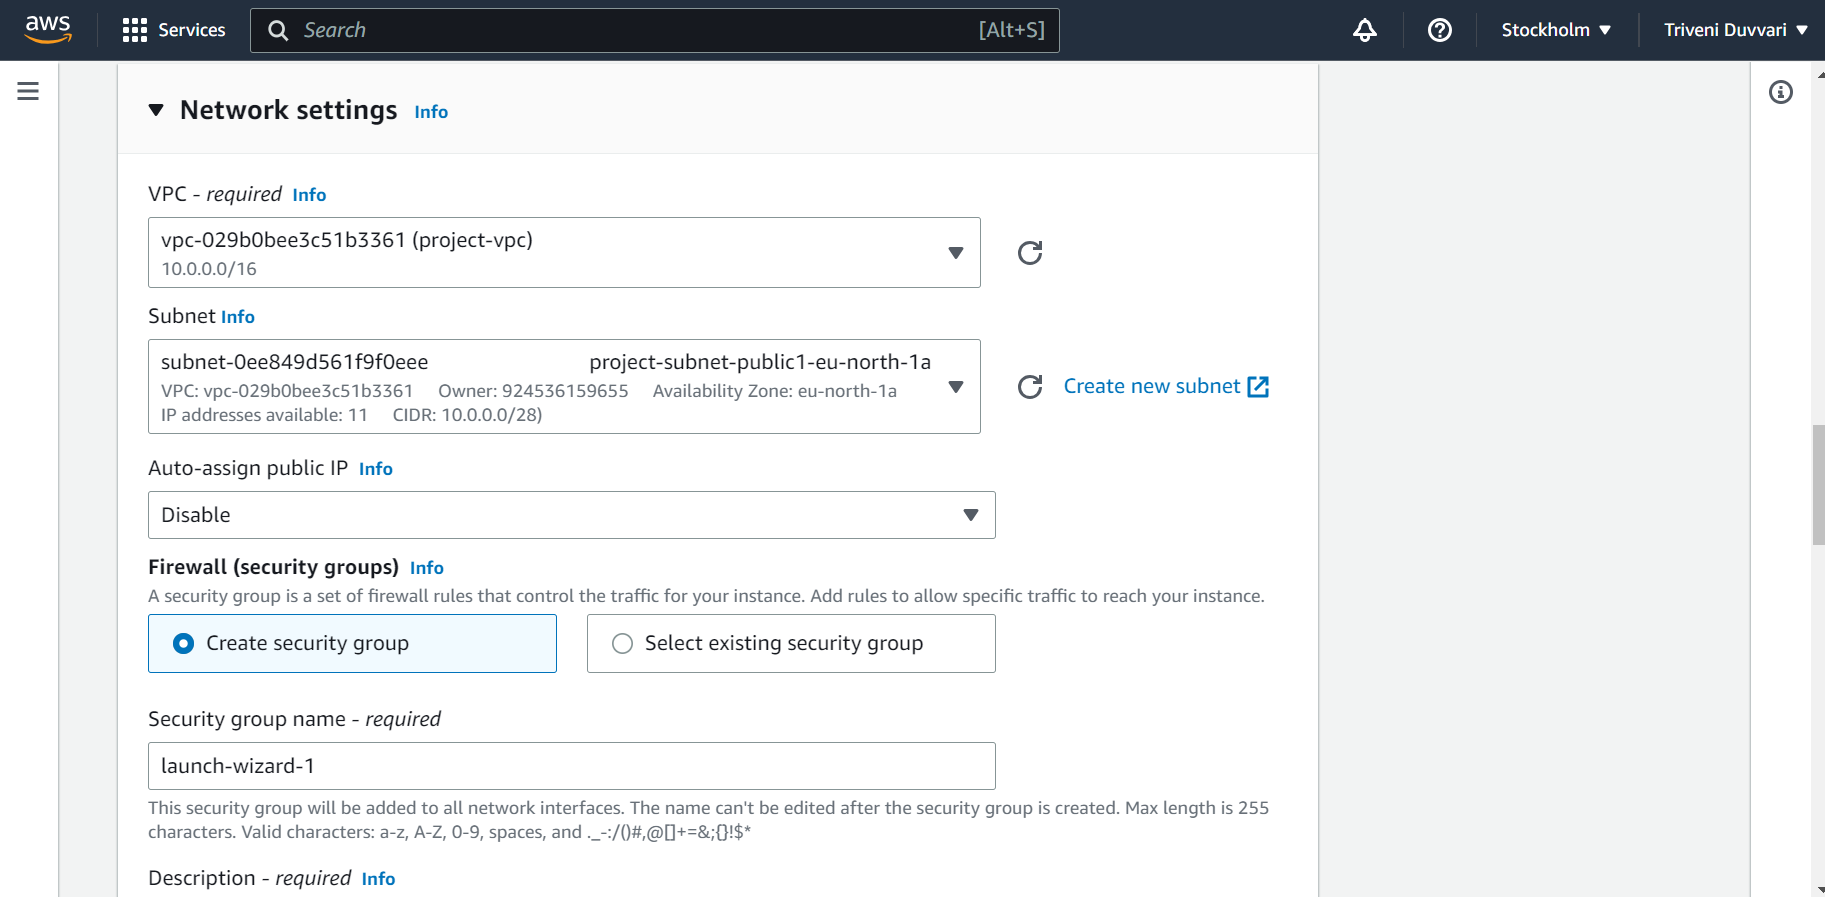 aws Services Search [Alt+S] Stockholm Triveni Duvvari
Network settings Info
VPC - required Info
vpc-029b0bee3c51b3361 (project-vpc)
10.0.0.0/16
Subnet Info
subnet-0ee849d561f9f0eee project-subnet-public1-eu-north-1a
VPC: vpc-029b0bee3c51b3361 Owner: 924536159655 Availability Zone: eu-north-1a
IP addresses available: 11 CIDR: 10.0.0.0/28)
Create new subnet
Auto-assign public IP Info
Disable
Firewall (security groups) Info
A security group is a set of firewall rules that control the traffic for your instance. Add rules to allow specific traffic to reach your instance.
Create security group Select existing security group
Security group name - required
launch-wizard-1
This security group will be added to all network interfaces. The name can't be edited after the security group is created. Max length is 255
characters. Valid characters: a-z, A-Z, 0-9, spaces, and ._-:/()#,@[]+=&;{}!$*
Description - required Info